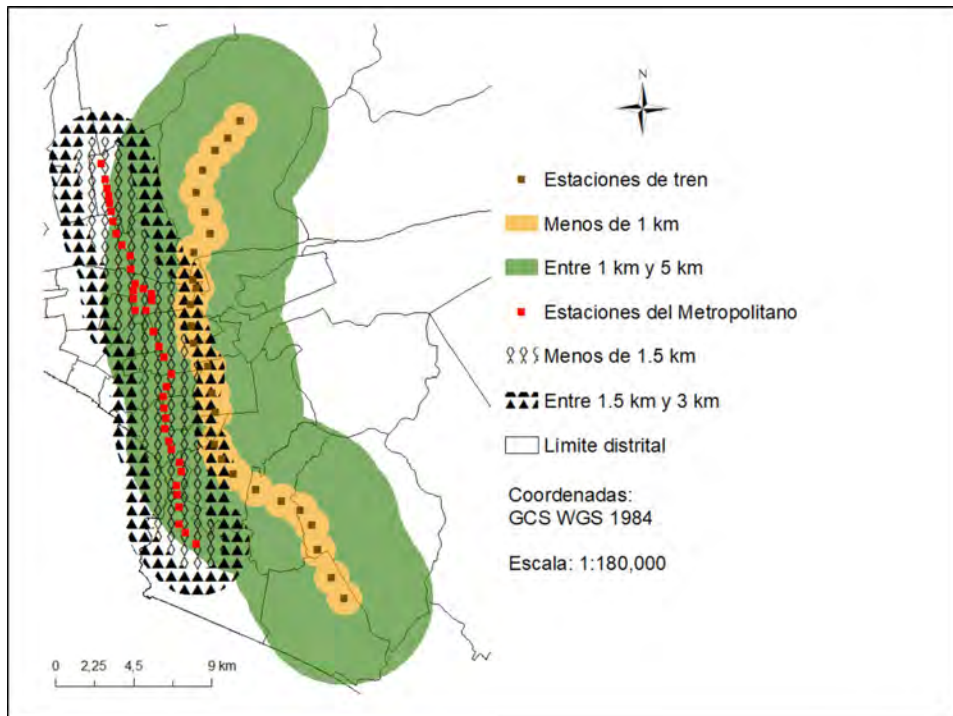 N
Estaciones de tren
Menos de 1 km
Entre 1 km y 5 km
Estaciones del Metropolitano
Menos de 1.5 km
Entre 1.5 km y 3 km
Límite distrital
Coordenadas:
GCS WGS 1984
Escala: 1:180,000
0 2,25 4,5 9 km